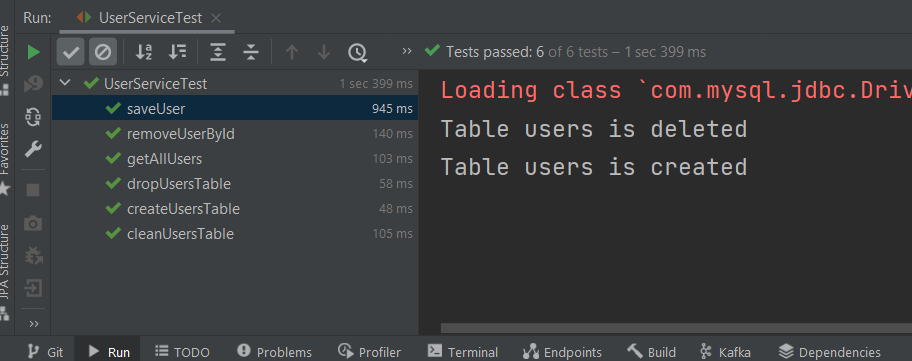 Run: UserServiceTest
Structure
Favorites
JPA Structure
Tests passed: 6 of 6 tests – 1 sec 399 ms
UserServiceTest 1 sec 399 ms
saveUser 945 ms
removeUserById 140 ms
getAllUsers 103 ms
dropUsersTable 58 ms
createUsersTable 48 ms
cleanUsersTable 105 ms
Loading class `com.mysql.jdbc.Driv
Table users is deleted
Table users is created
Git Run TODO Problems Profiler Terminal Endpoints Build Kafka Dependencies